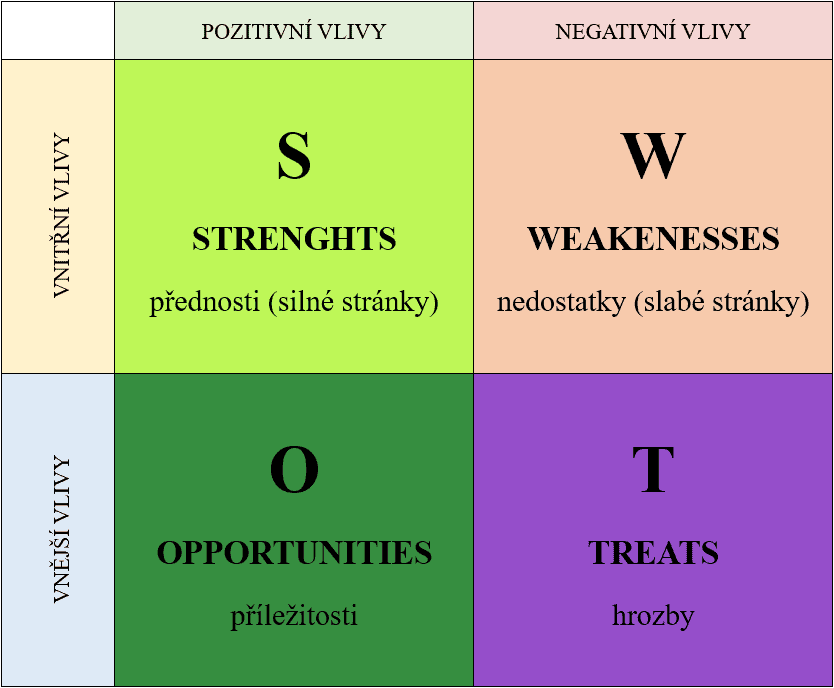 POZITIVNÍ VLIVY
NEGATIVNÍ VLIVY
VNITŘNÍ VLIVY
S
STRENGHTS
přednosti (silné stránky)
W
WEAKENESSES
nedostatky (slabé stránky)
VNĚJŠÍ VLIVY
O
OPPORTUNITIES
příležitosti
T
TREATS
hrozby